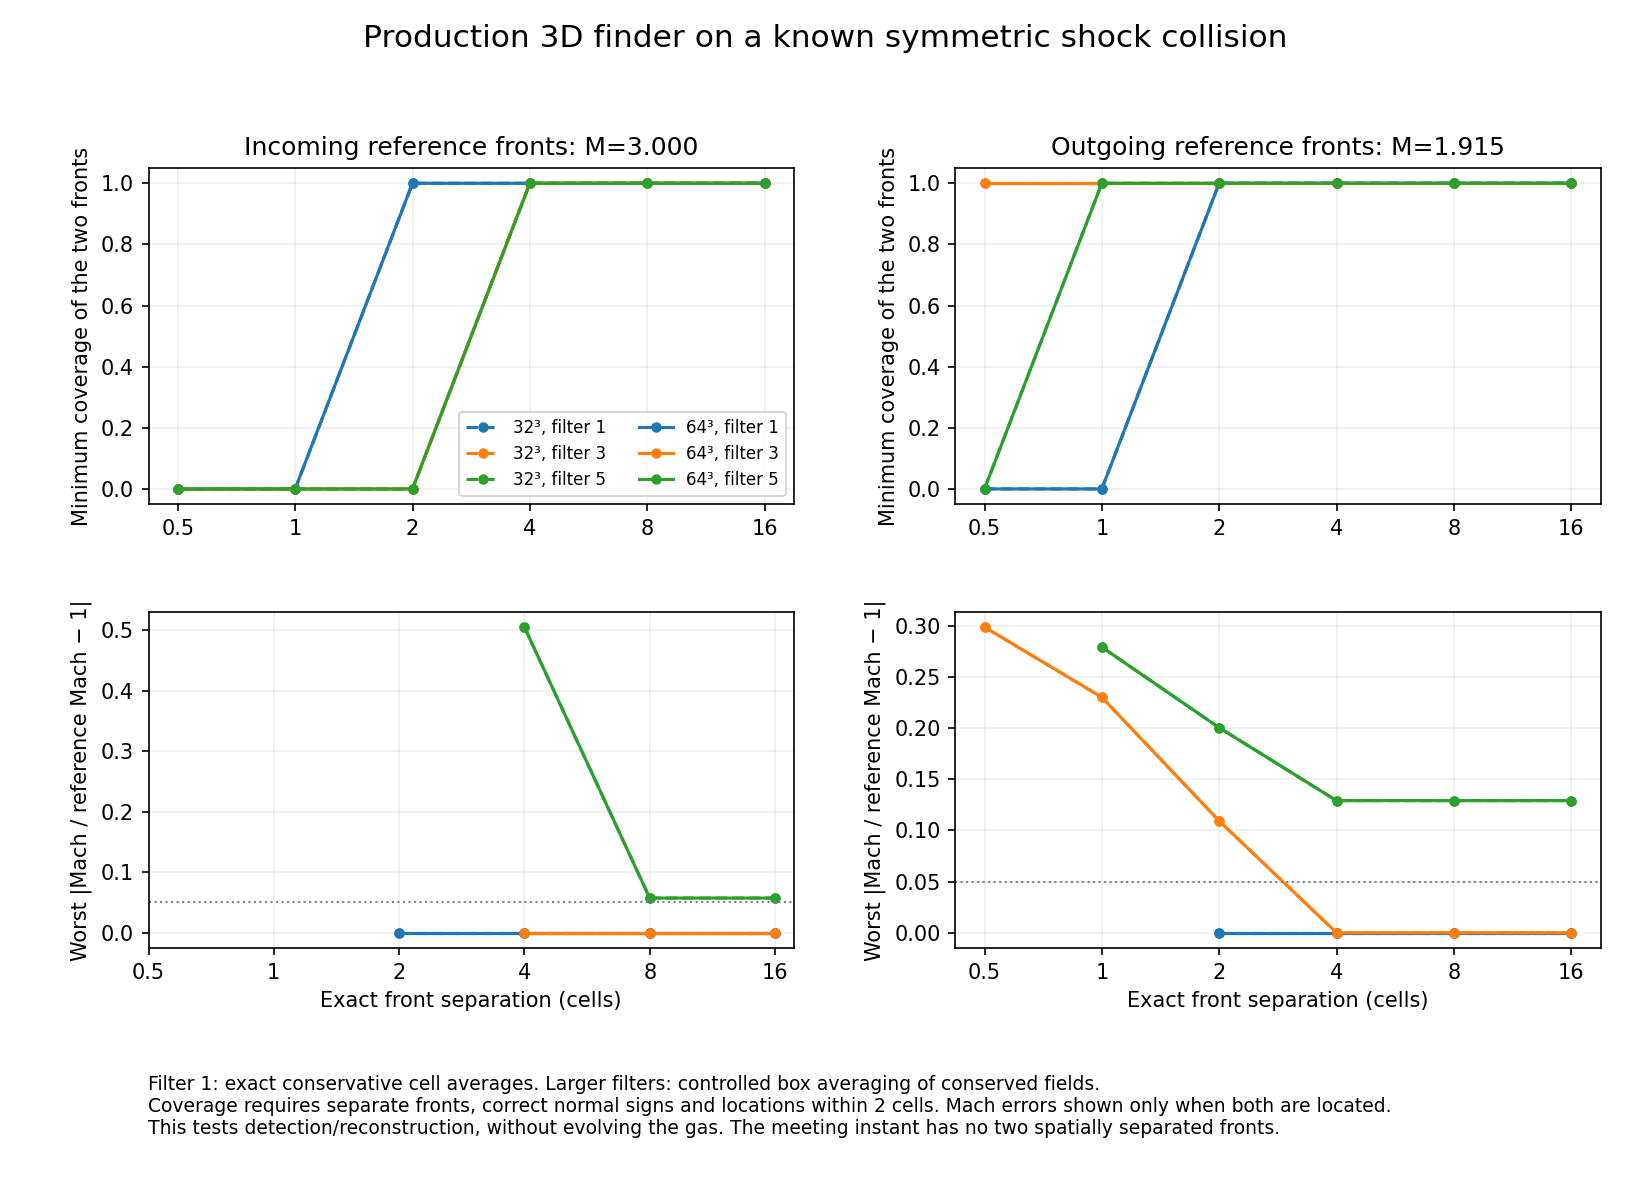 Production 3D finder on a known symmetric shock collision
Incoming reference fronts: M=3.000
Minimum coverage of the two fronts
1.0
0.8
0.6
0.4
0.2
0.0
0.5 1 2 4 8 16
32³, filter 1
32³, filter 3
32³, filter 5
64³, filter 1
64³, filter 3
64³, filter 5
Outgoing reference fronts: M=1.915
Minimum coverage of the two fronts
1.0
0.8
0.6
0.4
0.2
0.0
0.5 1 2 4 8 16
Worst |Mach / reference Mach − 1|
0.5
0.4
0.3
0.2
0.1
0.0
0.5 1 2 4 8 16
Exact front separation (cells)
Worst |Mach / reference Mach − 1|
0.30
0.25
0.20
0.15
0.10
0.05
0.00
0.5 1 2 4 8 16
Exact front separation (cells)
Filter 1: exact conservative cell averages. Larger filters: controlled box averaging of conserved fields.
Coverage requires separate fronts, correct normal signs and locations within 2 cells. Mach errors shown only when both are located.
This tests detection/reconstruction, without evolving the gas. The meeting instant has no two spatially separated fronts.